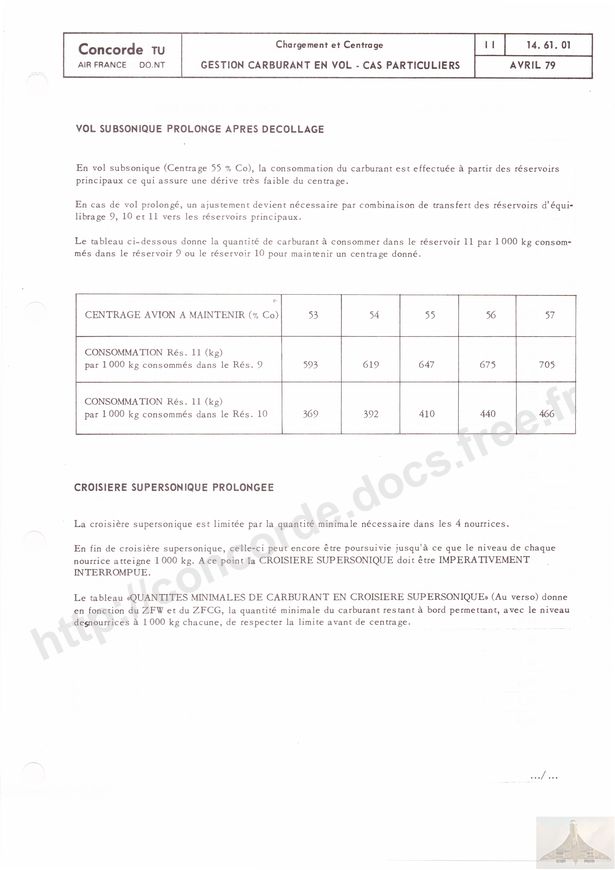 Concorde TU
AIR FRANCE DO.NT
Chargement et Centrage
GESTION CARBURANT EN VOL - CAS PARTICULIERS
II
14. 61. 01
AVRIL 79
VOL SUBSONIQUE PROLONGE APRES DECOLLAGE
En vol subsonique (Centrage 55 % Co), la consommation du carburant est effectuée à partir des réservoirs
principaux ce qui assure une dérive très faible du centrage.
En cas de vol prolongé, un ajustement devient nécessaire par combinaison de transfert des réservoirs d'équi-
librage 9, 10 et 11 vers les réservoirs principaux.
Le tableau ci-dessous donne la quantité de carburant à consommer dans le réservoir 11 par 1 000 kg consom-
més dans le réservoir 9 ou le réservoir 10 pour maintenir un centrage donné.
CENTRAGE AVION A MAINTENIR (% Co) 53 54 55 56 57
CONSOMMATION Rés. 11 (kg)
par 1 000 kg consommés dans le Rés. 9 593 619 647 675 705
CONSOMMATION Rés. 11 (kg)
par 1 000 kg consommés dans le Rés. 10 369 392 410 440 466
CROISIERE SUPERSONIQUE PROLONGEE
La croisière supersonique est limitée par la quantité minimale nécessaire dans les 4 nourrices.
En fin de croisière supersonique, celle-ci peut encore être poursuivie jusqu'à ce que le niveau de chaque
nourrice atteigne 1 000 kg. A ce point la CROISIERE SUPERSONIQUE doit être IMPERATIVEMENT
INTERROMPUE.
Le tableau «QUANTITES MINIMALES DE CARBURANT EN CROISIERE SUPERSONIQUE» (Au verso) donne
en fonction du ZFW et du ZFCG, la quantité minimale du carburant restant à bord permettant, avec le niveau
des nourrices à 1 000 kg chacune, de respecter la limite avant de centrage.
.../ ...
http://concorde.docs.free.fr